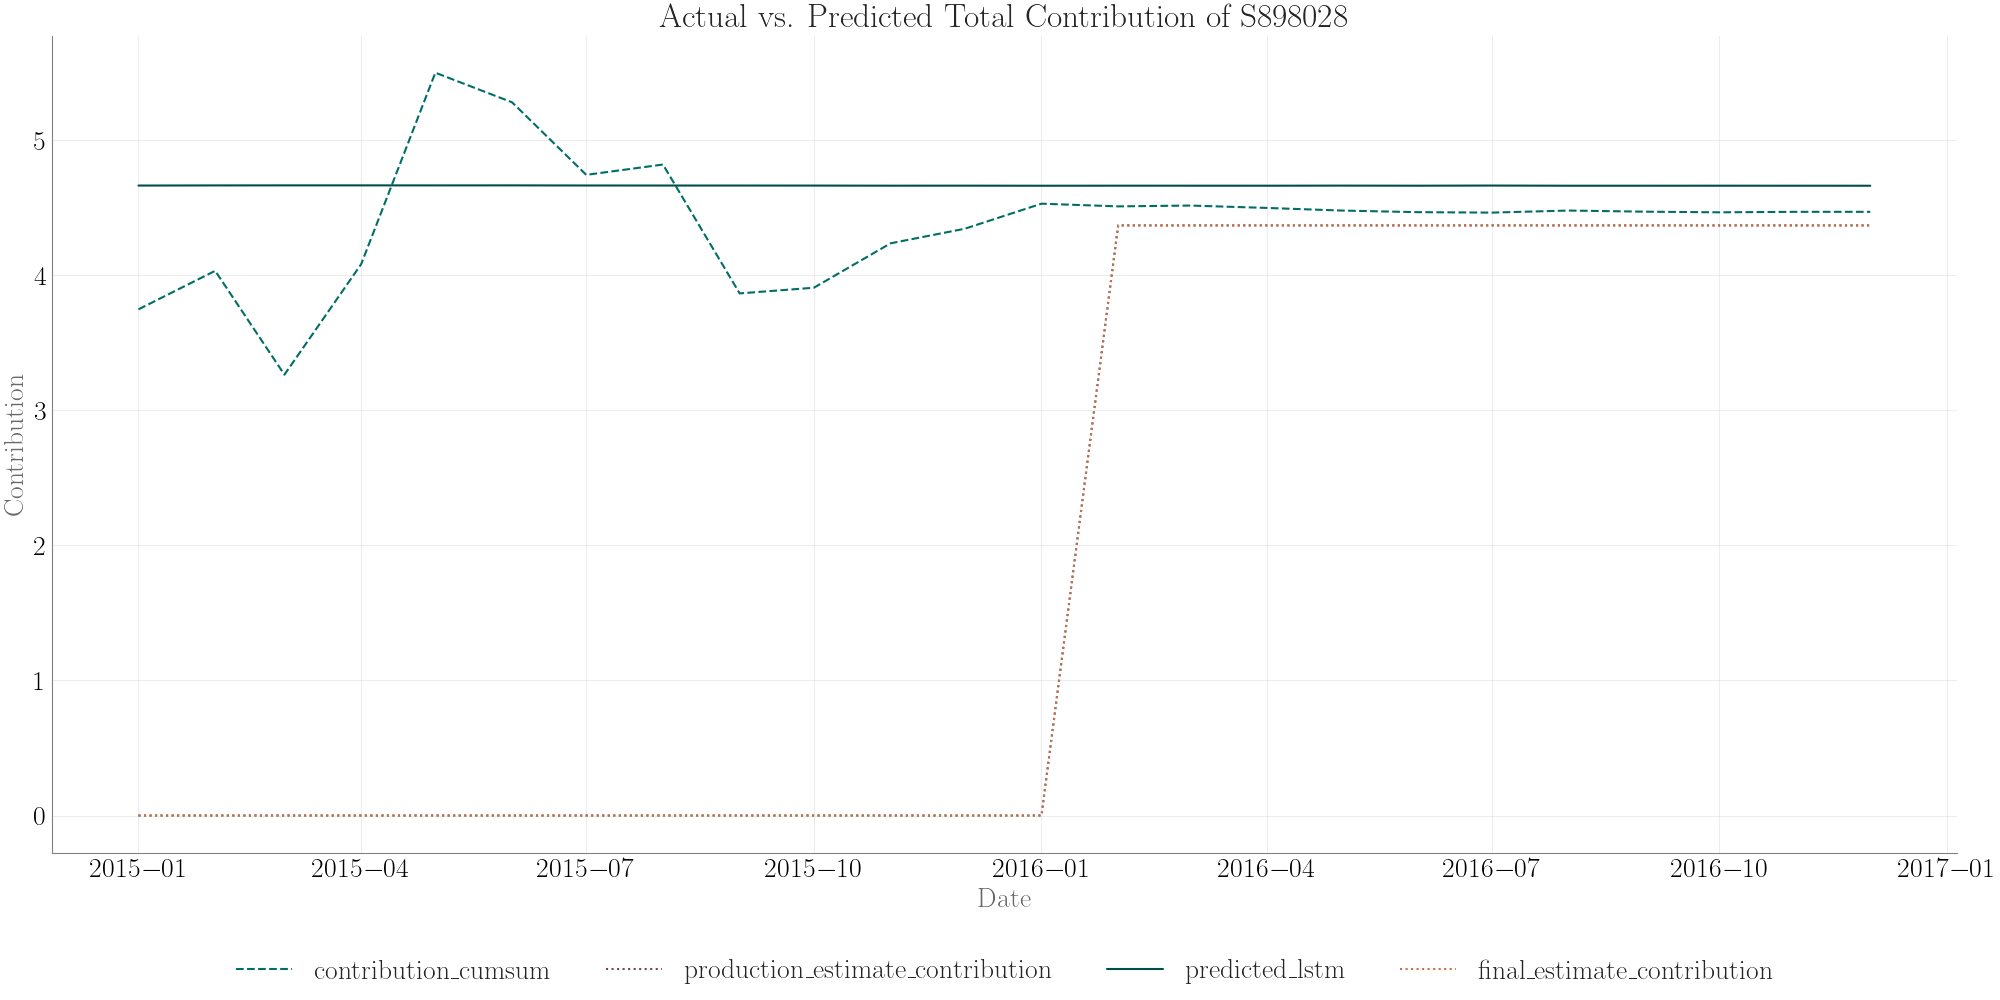 Actual vs. Predicted Total Contribution of S898028
Contribution
5
4
3
2
1
0
2015−01 2015−04 2015−07 2015−10 2016−01 2016−04 2016−07 2016−10 2017−01
Date
contribution_cumsum production_estimate_contribution predicted_lstm final_estimate_contribution